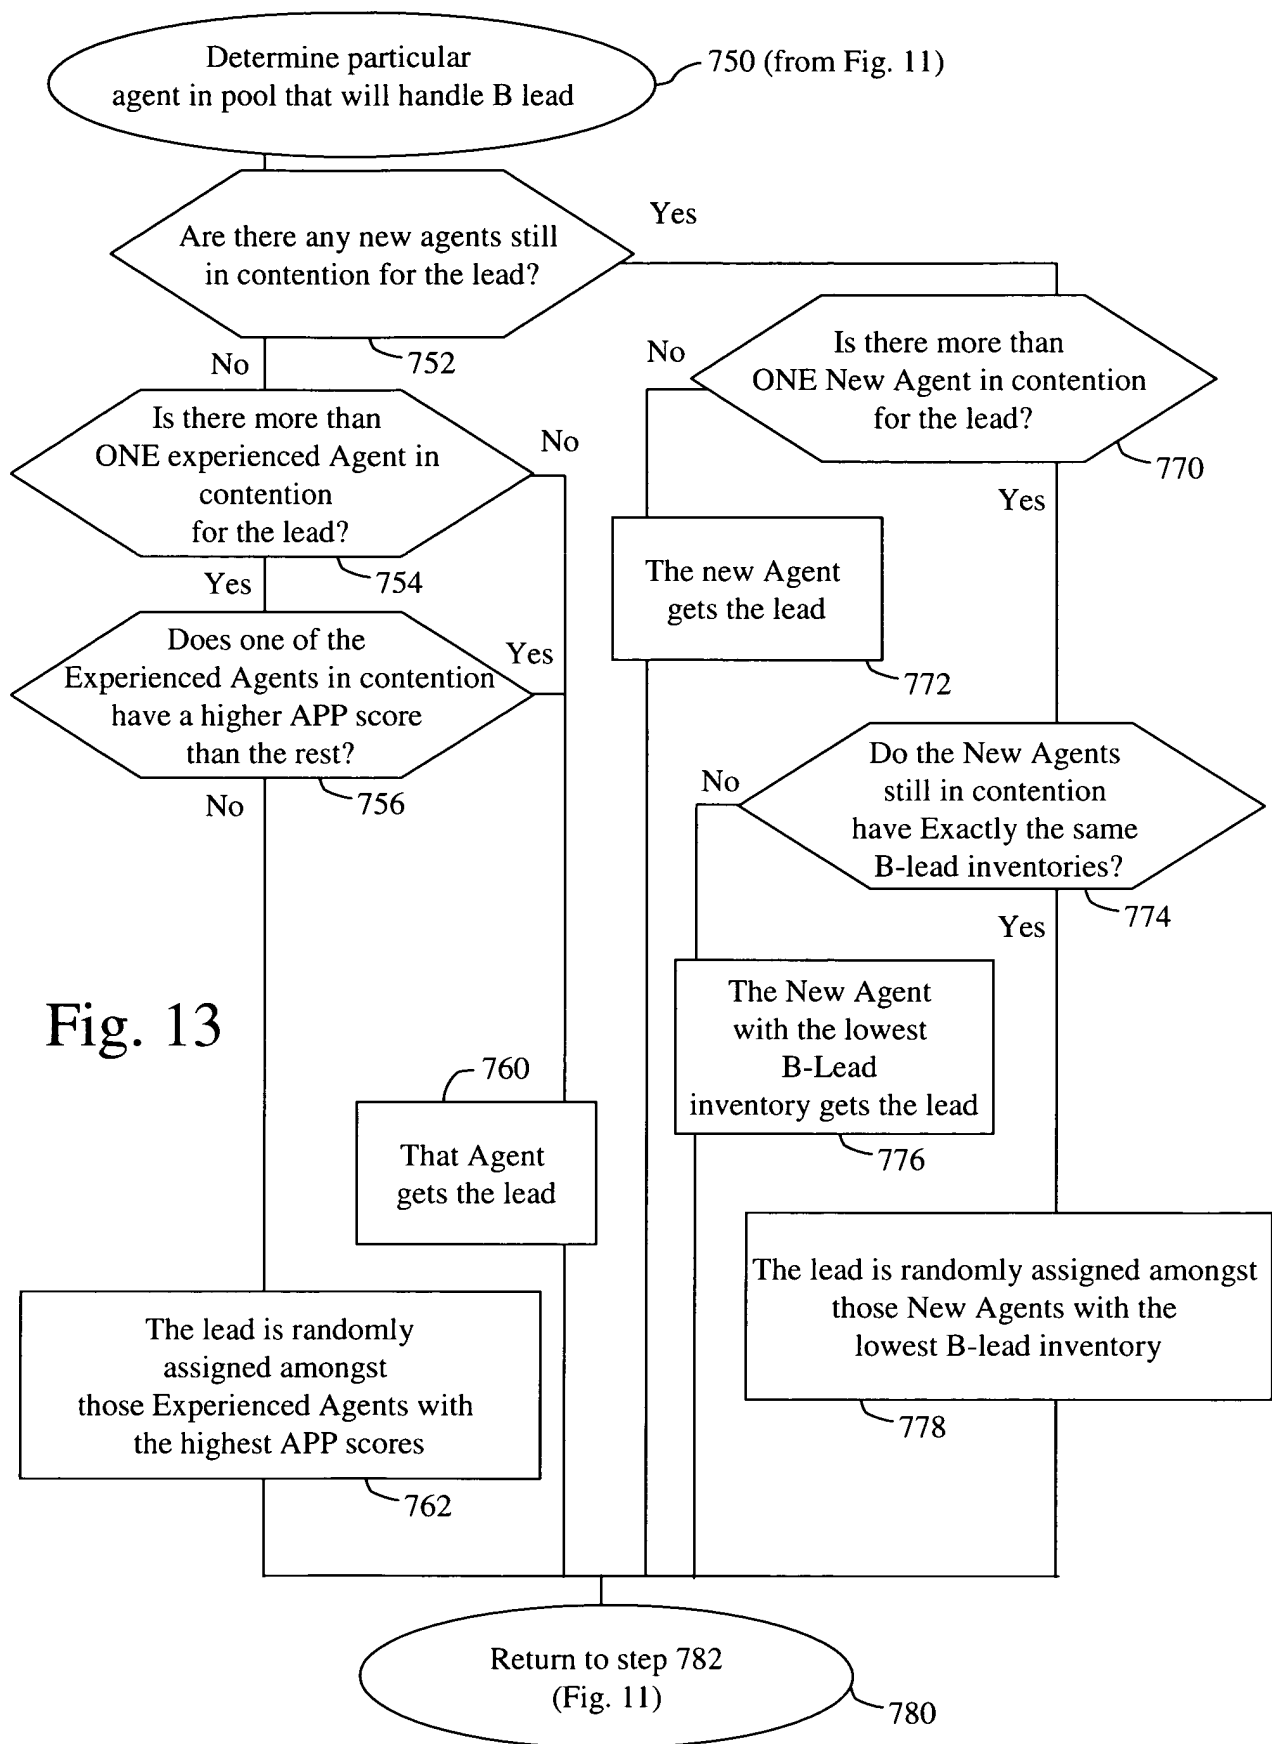 Determine particular
agent in pool that will handle B lead
750 (from Fig. 11)
Are there any new agents still
in contention for the lead?
Yes
752
No
Is there more than
ONE experienced Agent in
contention
for the lead?
No
754
Yes
Does one of the
Experienced Agents in contention
have a higher APP score
than the rest?
Yes
756
No
Is there more than
ONE New Agent in contention
for the lead?
No
770
Yes
The new Agent
gets the lead
772
Do the New Agents
still in contention
have Exactly the same
B-lead inventories?
No
774
Yes
The New Agent
with the lowest
B-Lead
inventory gets the lead
776
Fig. 13
760
That Agent
gets the lead
The lead is randomly assigned amongst
those New Agents with the
lowest B-lead inventory
778
The lead is randomly
assigned amongst
those Experienced Agents with
the highest APP scores
762
Return to step 782
(Fig. 11)
780